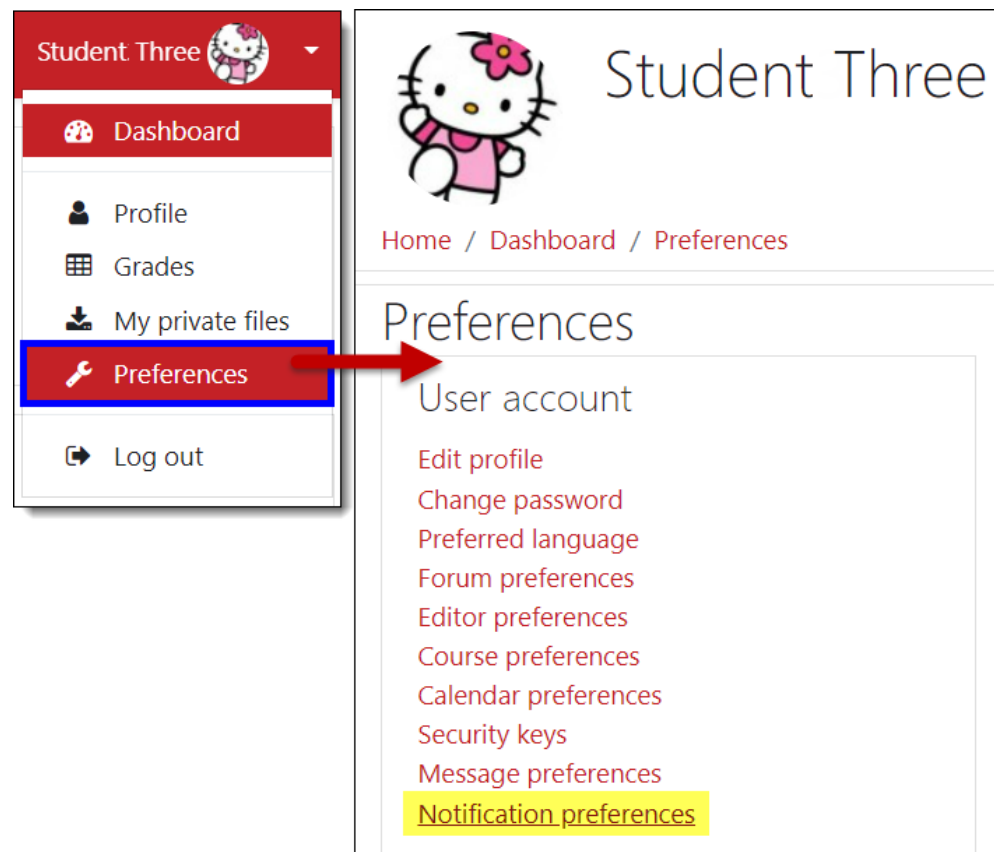 Student Three
Dashboard
Profile
Grades
My private files
Preferences
Log out
Student Three
Home / Dashboard / Preferences
Preferences
User account
Edit profile
Change password
Preferred language
Forum preferences
Editor preferences
Course preferences
Calendar preferences
Security keys
Message preferences
Notification preferences